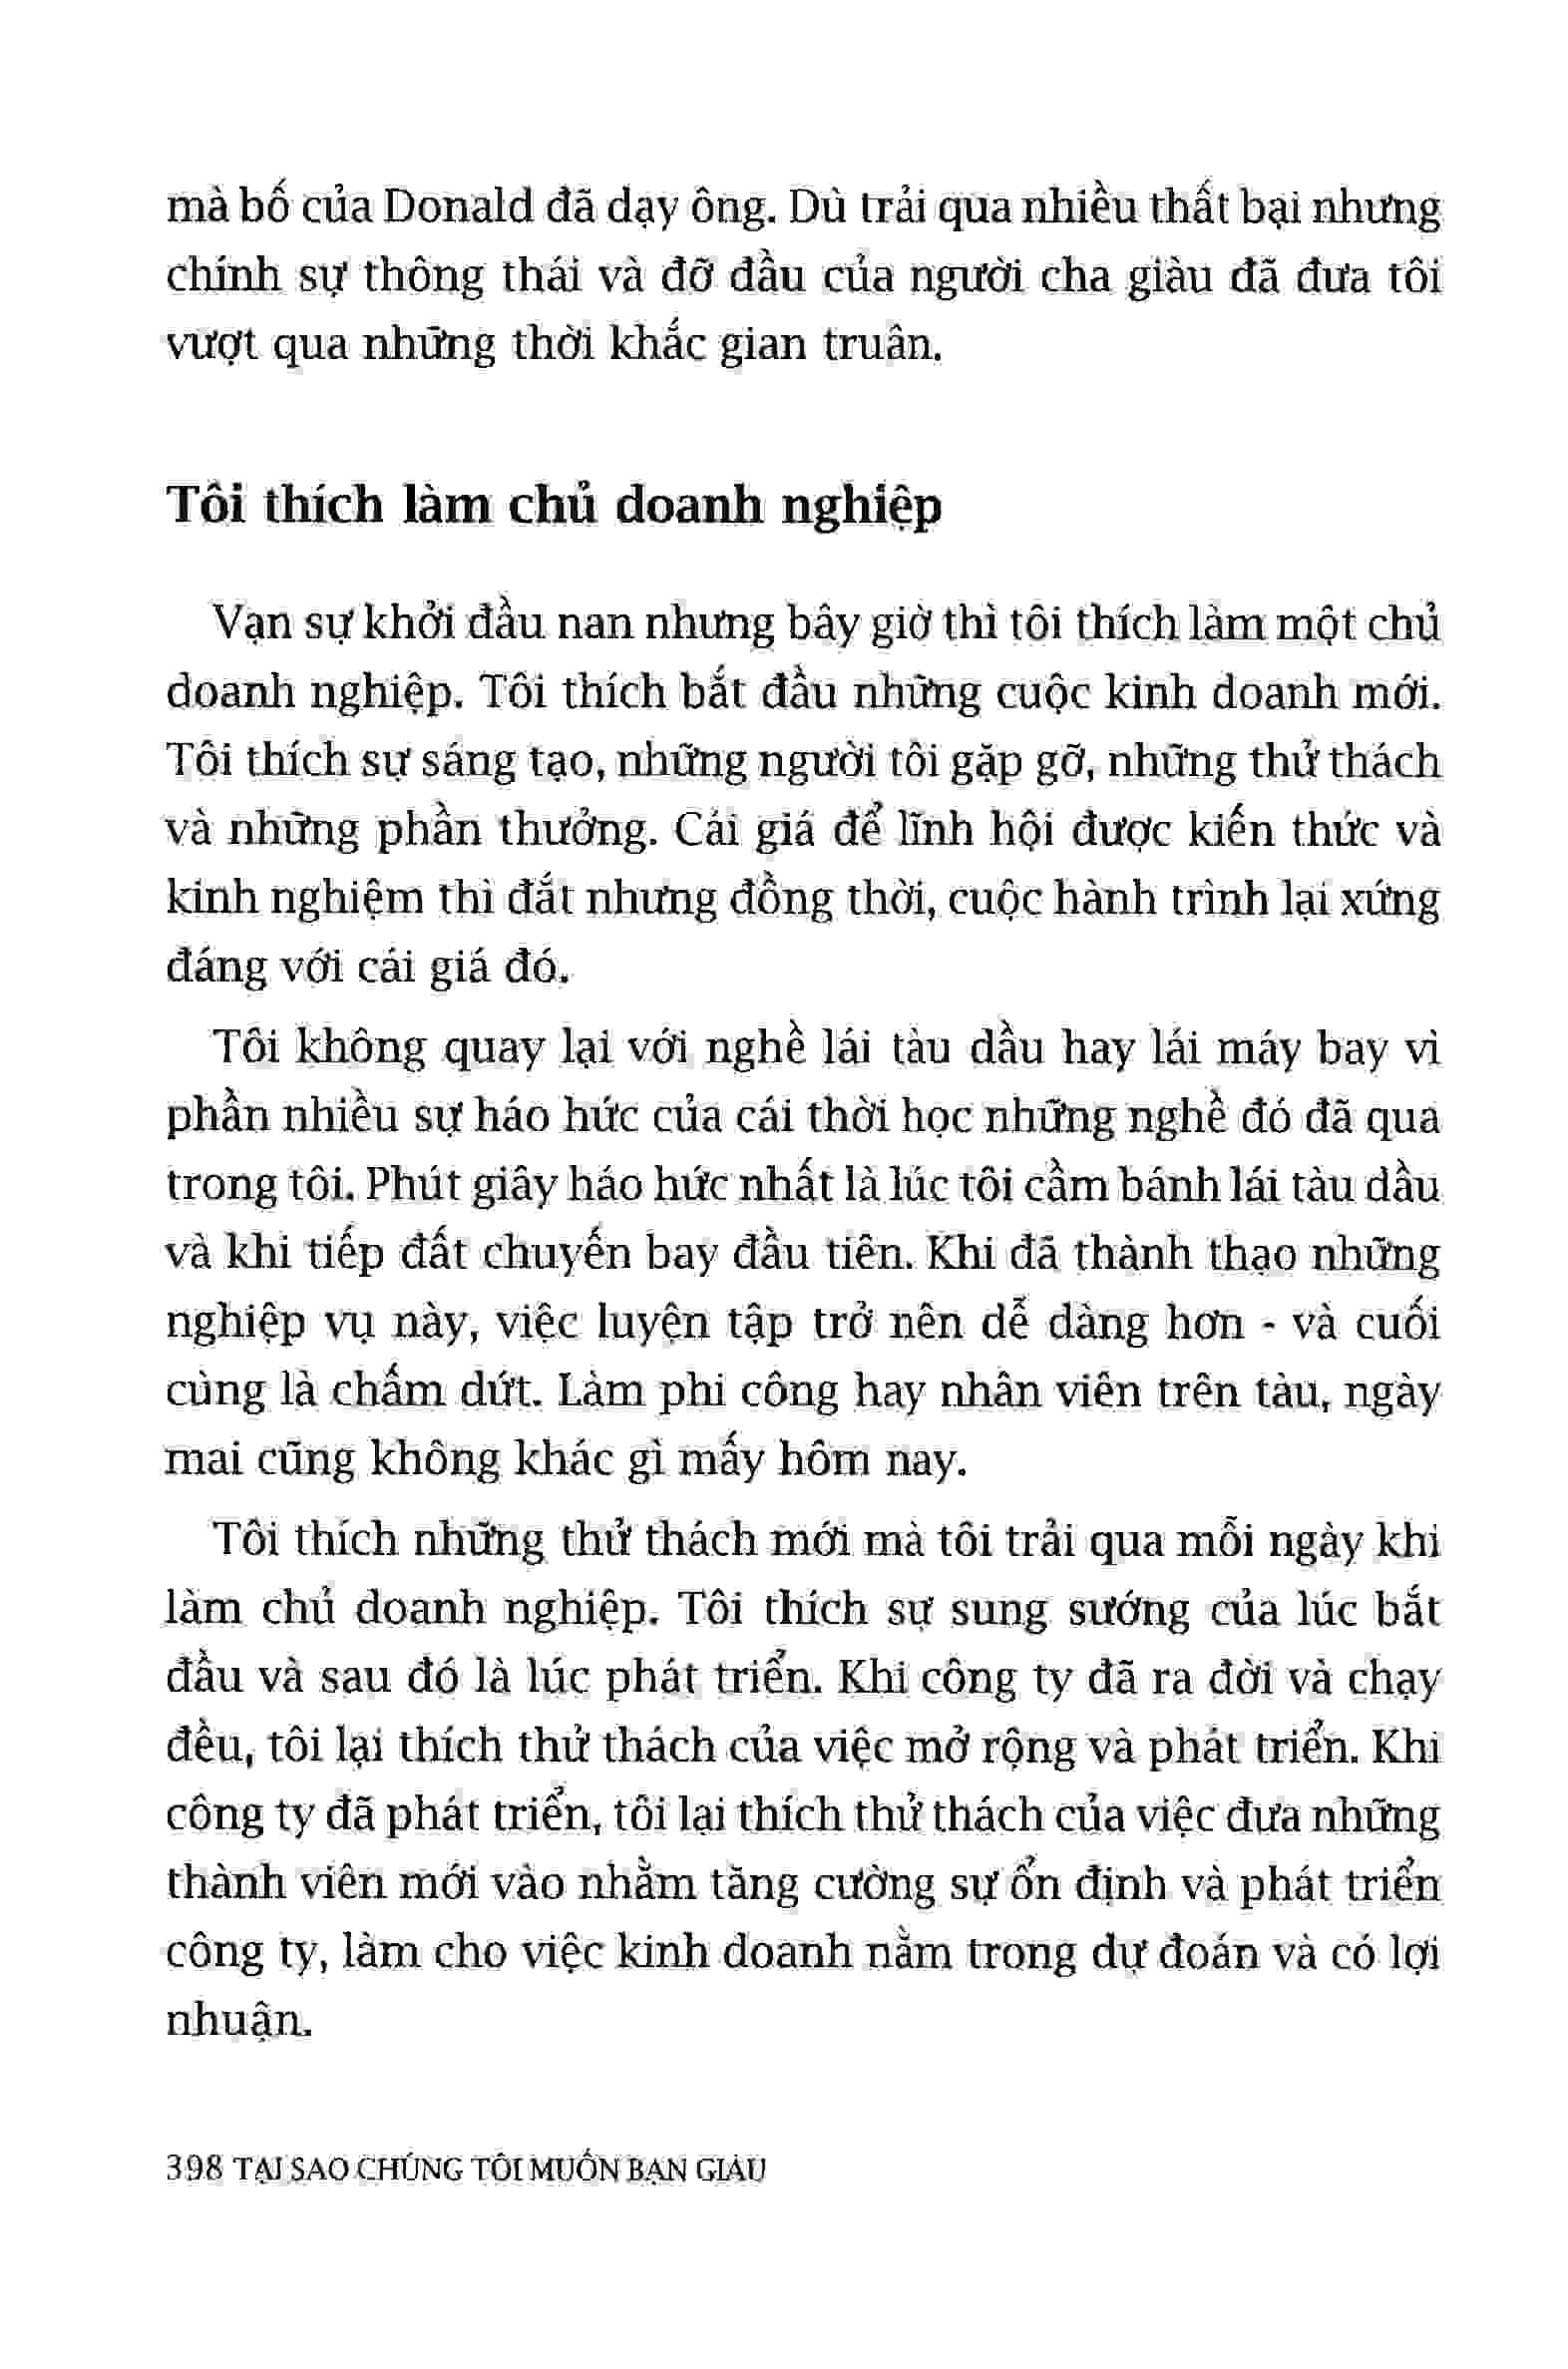 mà bố của Donald đã dạy ông. Dù trải qua nhiều thất bại nhưng
chính sự thông thái và đỡ đầu của người cha giàu đã đưa tôi
vượt qua những thời khắc gian truân.
Tôi thích làm chủ doanh nghiệp
Vạn sự khởi đầu nan nhưng bây giờ thì tôi thích làm một chủ
doanh nghiệp. Tôi thích bắt đầu những cuộc kinh doanh mới.
Tôi thích sự sáng tạo, những người tôi gặp gỡ, những thử thách
và những phần thưởng. Cái giá để lĩnh hội được kiến thức và
kinh nghiệm thì đắt nhưng đồng thời, cuộc hành trình lại xứng
đáng với cái giá đó.
Tôi không quay lại với nghề lái tàu dầu hay lái máy bay vì
phần nhiều sự háo hức của cái thời học những nghề đó đã qua
trong tôi. Phút giây háo hức nhất là lúc tôi cầm bánh lái tàu dầu
và khi tiếp đất chuyến bay đầu tiên. Khi đã thành thạo những
nghiệp vụ này, việc luyện tập trở nên dễ dàng hơn - và cuối
cùng là chấm dứt. Làm phi công hay nhân viên trên tàu, ngày
mai cũng không khác gì mấy hôm nay.
Tôi thích những thử thách mới mà tôi trải qua mỗi ngày khi
làm chủ doanh nghiệp. Tôi thích sự sung sướng của lúc bắt
đầu và sau đó là lúc phát triển. Khi công ty đã ra đời và chạy
đều, tôi lại thích thử thách của việc mở rộng và phát triển. Khi
công ty đã phát triển, tôi lại thích thử thách của việc đưa những
thành viên mới vào nhằm tăng cường sự ổn định và phát triển
công ty, làm cho việc kinh doanh nằm trong dự đoán và có lợi
nhuận.
398 TẠI SAO CHÚNG TÔI MUỐN BẠN GIÀU